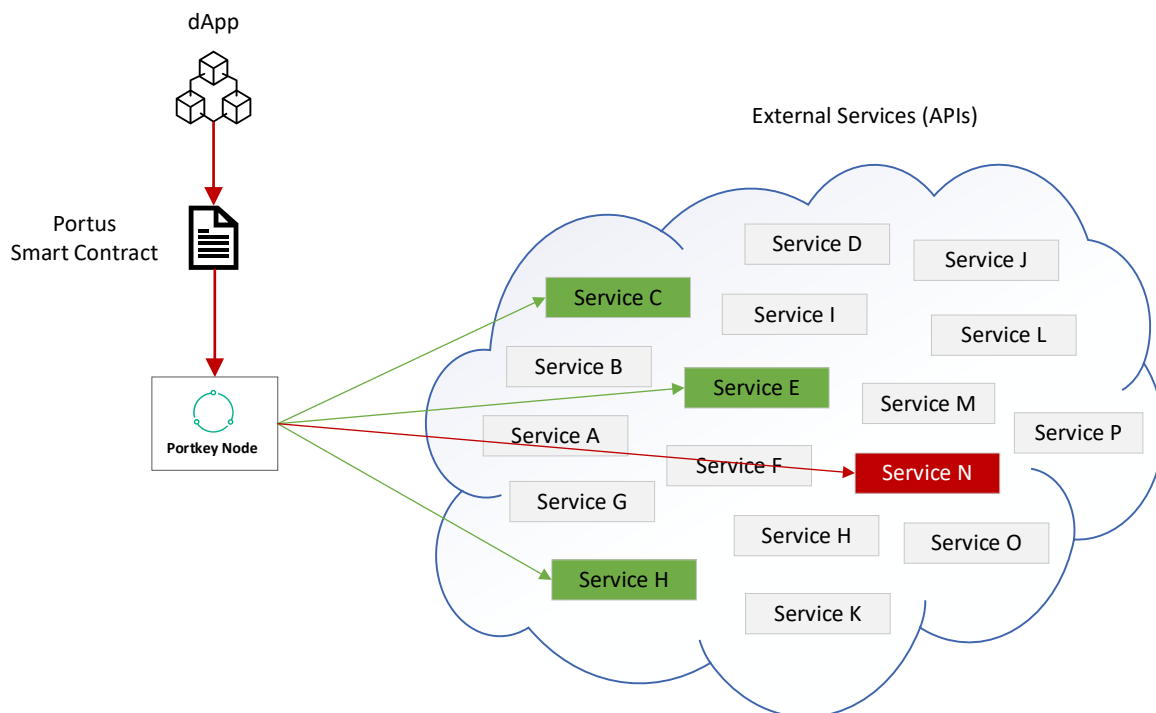 dApp
External Services (APIs)
Portus
Smart Contract
Portkey Node
Service D
Service J
Service C
Service I
Service L
Service B
Service E
Service M
Service A
Service P
Service F
Service N
Service G
Service H
Service O
Service H
Service K